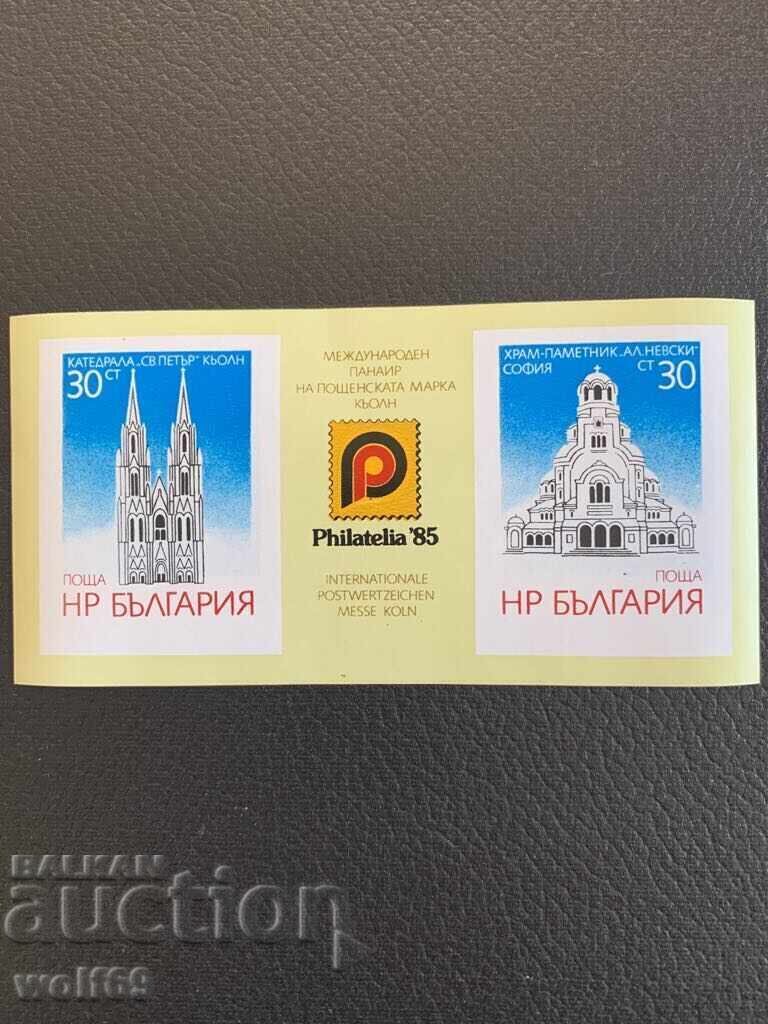 КАТЕДРАЛА „СВ. ПЕТЪР“ КЬОЛН
30 СТ
ПОЩА
НР БЪЛГАРИЯ
МЕЖДУНАРОДЕН
ПАНАИР
НА ПОЩЕНСКАТА МАРКА
КЬОЛН
Philatelia '85
INTERNATIONALE
POSTWERTZEICHEN
MESSE KOLN
ХРАМ-ПАМЕТНИК „АЛ. НЕВСКИ“
СОФИЯ
СТ 30
ПОЩА
НР БЪЛГАРИЯ
BALKAN
auction
wolf69